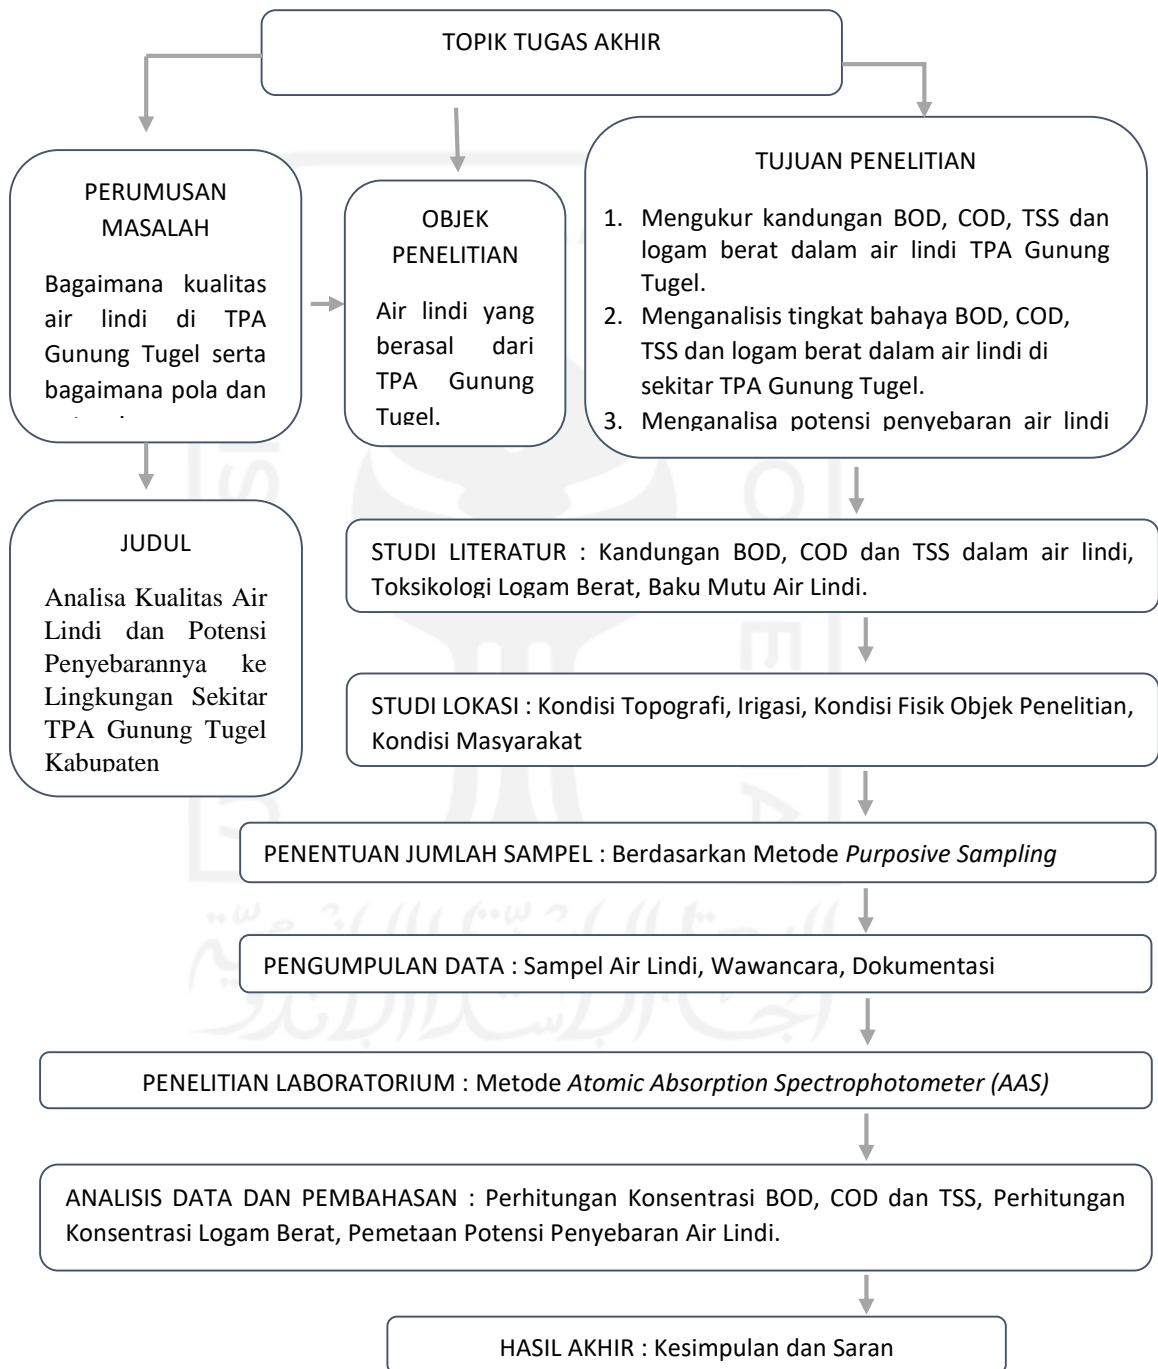 TOPIK TUGAS AKHIR
PERUMUSAN
MASALAH
Bagaimana kualitas
air lindi di TPA
Gunung Tugel serta
bagaimana pola dan
OBJEK
PENELITIAN
Air lindi yang
berasal dari
TPA Gunung
Tugel.
TUJUAN PENELITIAN
1. Mengukur kandungan BOD, COD, TSS dan
logam berat dalam air lindi TPA Gunung
Tugel.
2. Menganalisis tingkat bahaya BOD, COD,
TSS dan logam berat dalam air lindi di
sekitar TPA Gunung Tugel.
3. Menganalisa potensi penyebaran air lindi
JUDUL
Analisa Kualitas Air
Lindi dan Potensi
Penyebarannya ke
Lingkungan Sekitar
TPA Gunung Tugel
Kabupaten
STUDI LITERATUR : Kandungan BOD, COD dan TSS dalam air lindi,
Toksikologi Logam Berat, Baku Mutu Air Lindi.
STUDI LOKASI : Kondisi Topografi, Irigasi, Kondisi Fisik Objek Penelitian,
Kondisi Masyarakat
PENENTUAN JUMLAH SAMPEL : Berdasarkan Metode Purposive Sampling
PENGUMPULAN DATA : Sampel Air Lindi, Wawancara, Dokumentasi
PENELITIAN LABORATORIUM : Metode Atomic Absorption Spectrophotometer (AAS)
ANALISIS DATA DAN PEMBAHASAN : Perhitungan Konsentrasi BOD, COD dan TSS, Perhitungan
Konsentrasi Logam Berat, Pemetaan Potensi Penyebaran Air Lindi.
HASIL AKHIR : Kesimpulan dan Saran